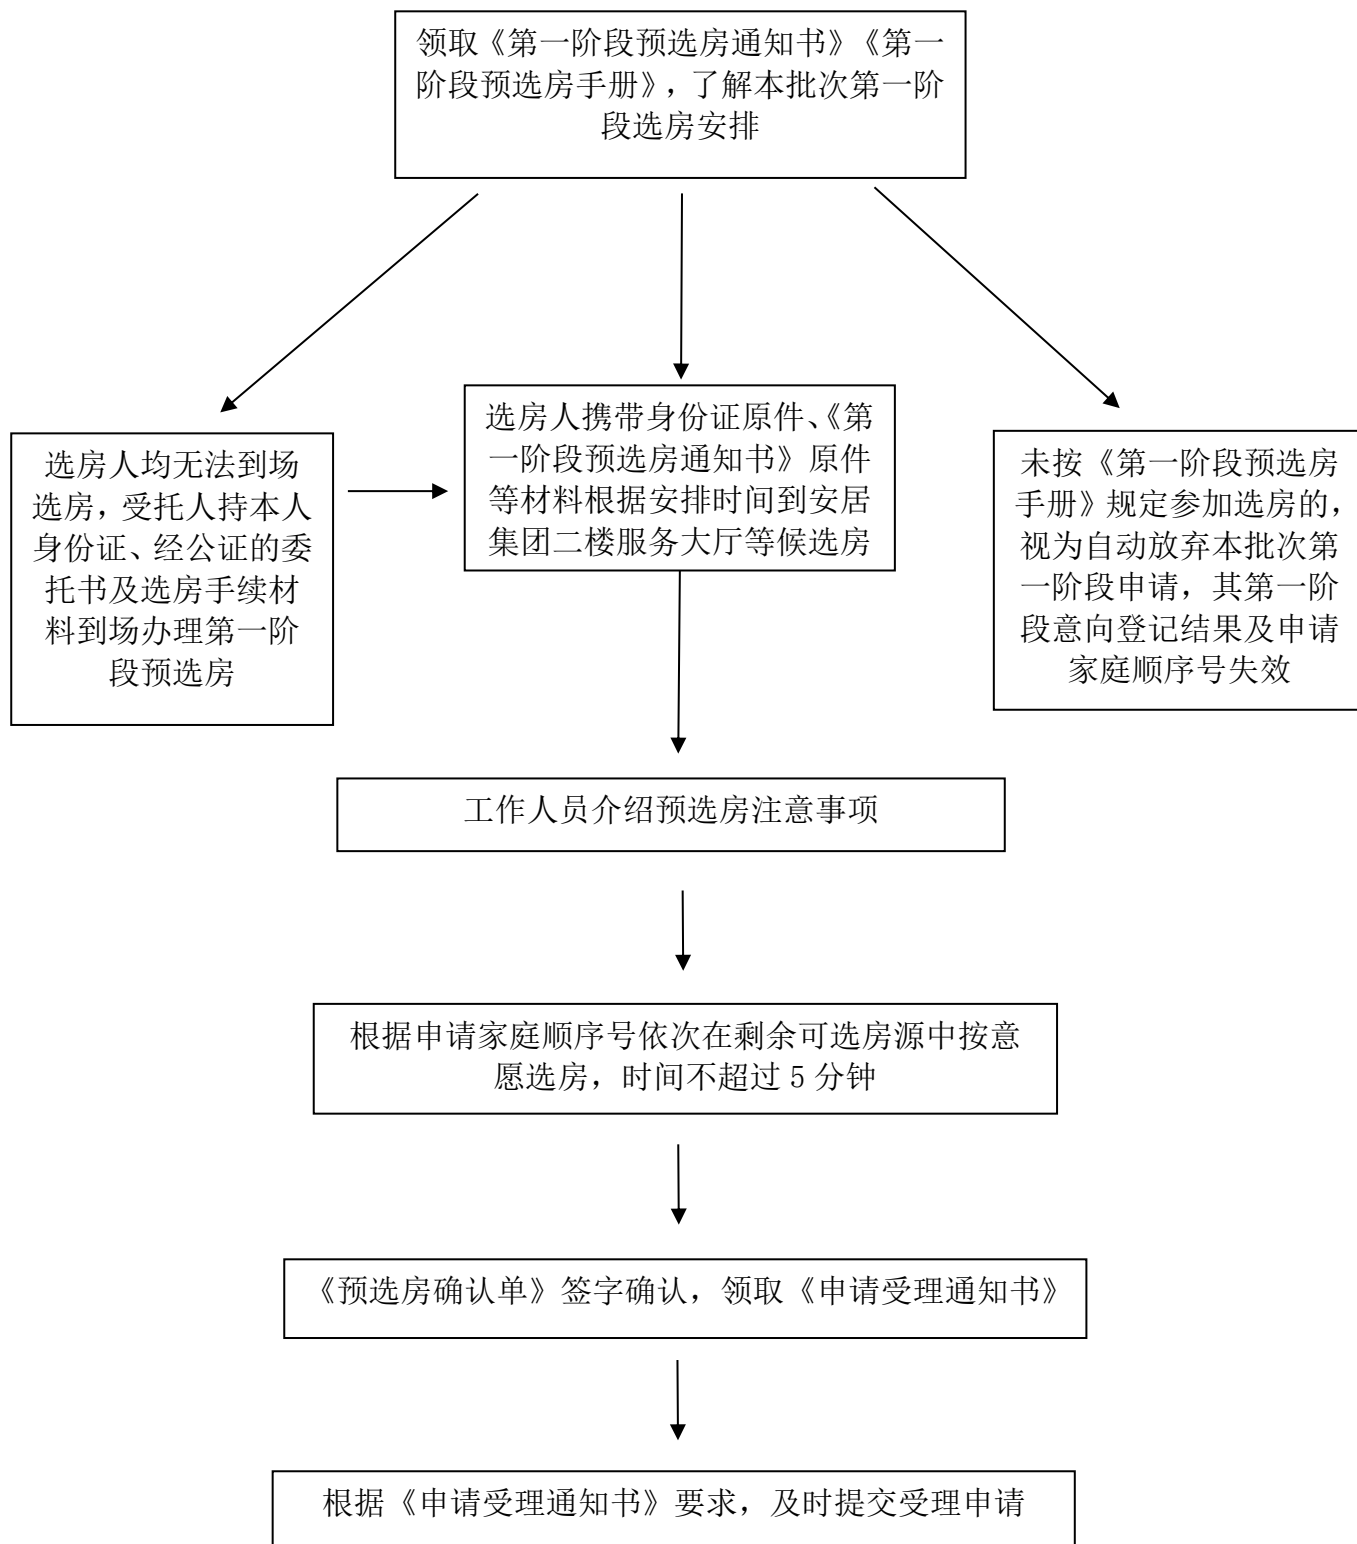 领取《第一阶段预选房通知书》《第一
阶段预选房手册》，了解本批次第一阶
段选房安排
选房人均无法到场
选房，受托人持本人
身份证、经公证的委
托书及选房手续材
料到场办理第一阶
段预选房
选房人携带身份证原件、《第
一阶段预选房通知书》原件
等材料根据安排时间到安居
集团二楼服务大厅等候选房
未按《第一阶段预选房
手册》规定参加选房的，
视为自动放弃本批次第
一阶段申请，其第一阶
段意向登记结果及申请
家庭顺序号失效
工作人员介绍预选房注意事项
根据申请家庭顺序号依次在剩余可选房源中按意
愿选房，时间不超过 5 分钟
《预选房确认单》签字确认，领取《申请受理通知书》
根据《申请受理通知书》要求，及时提交受理申请